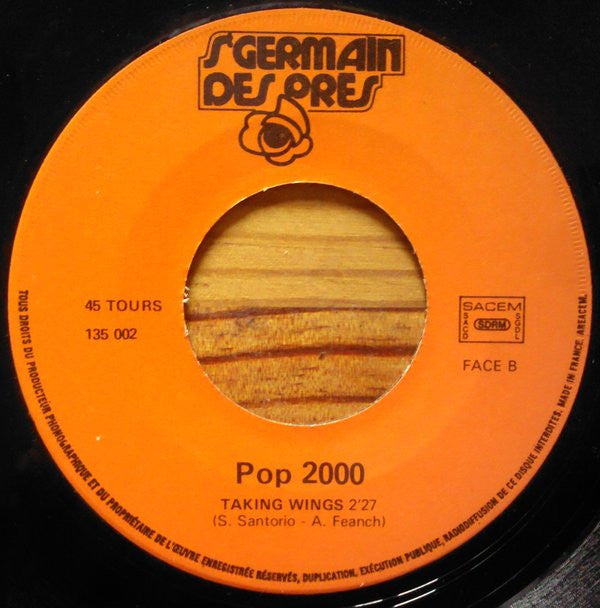 St GERMAIN
DES PRES
45 TOURS
135 002
SACEM
SACD
SDRM
SGDL
FACE B
Pop 2000
TAKING WINGS 2'27
(S. Santorio - A. Feanch)
TOUS DROITS DU PRODUCTEUR PHONOGRAPHIQUE ET DU PROPRIÉTAIRE DE L'ŒUVRE ENREGISTRÉE RÉSERVÉS, DUPLICATION, EXÉCUTION PUBLIQUE, RADIODIFFUSION DE CE DISQUE INTERDITES. MADE IN FRANCE. AREACEM.